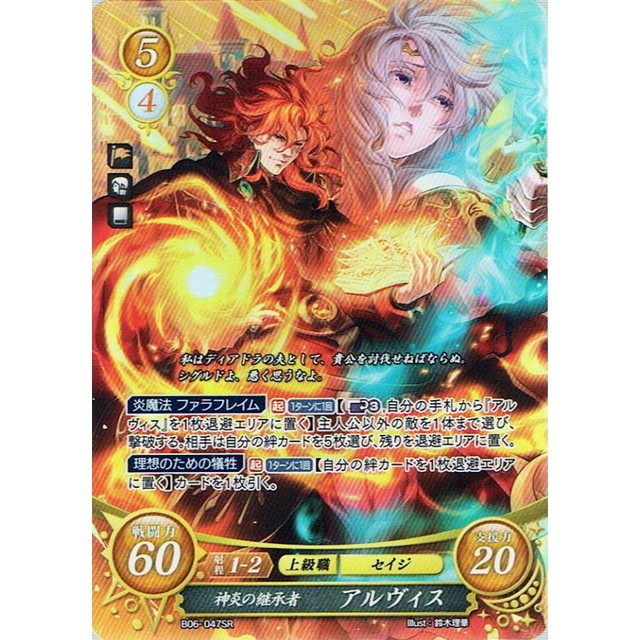 5
4
私はディアドラの夫として、貴公を討伐せねばならぬ。
シグルドよ、悪く思うなよ。
炎魔法 ファラフレイム 起 1ターンに1回【3,自分の手札から『アル
ヴィス』を1枚退避エリアに置く】主人公以外の敵を1体まで選び、
撃破する。相手は自分の絆カードを5枚選び、残りを退避エリアに置く。
理想のための犠牲 起 1ターンに1回【自分の絆カードを1枚退避エリア
に置く】カードを1枚引く。
戦闘力
60
射程 1-2 上級職 セイジ
支援力
20
神炎の継承者 アルヴィス
B06-047SR
Illust：鈴木理華